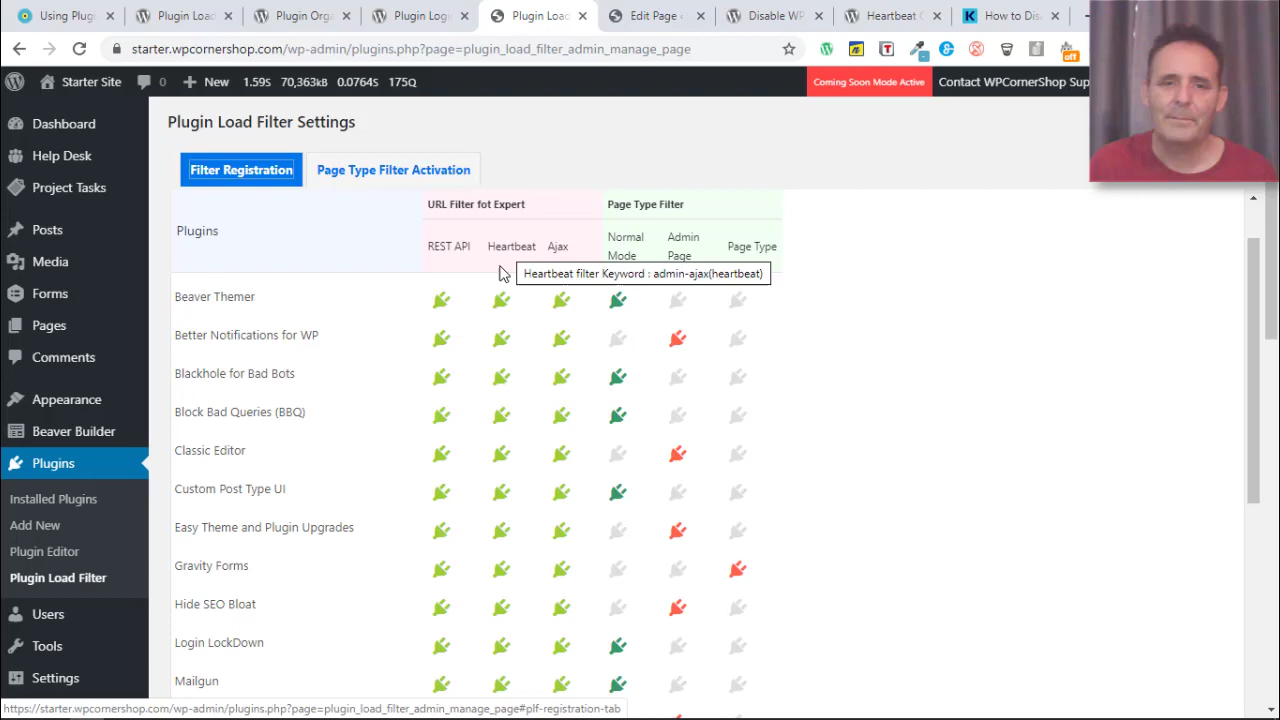 Using Plug
Plugin Load
Plugin Orga
Plugin Logi
Plugin Load
Edit Page
Disable WP
Heartbeat C
How to Disa
starter.wpcornershop.com/wp-admin/plugins.php?page=plugin_load_filter_admin_manage_page
off
Starter Site 0 New 1.59s 70,363kB 0.0764s 175Q Coming Soon Mode Active Contact WPCornerShop Sup
Dashboard
Help Desk
Project Tasks
Posts
Media
Forms
Pages
Comments
Appearance
Beaver Builder
Plugins
Installed Plugins
Add New
Plugin Editor
Plugin Load Filter
Users
Tools
Settings
Plugin Load Filter Settings
Filter Registration Page Type Filter Activation
Plugins
URL Filter fot Expert Page Type Filter
REST API Heartbeat Ajax Normal Mode Admin Page Page Type
Heartbeat filter Keyword : admin-ajax(heartbeat)
Beaver Themer
Better Notifications for WP
Blackhole for Bad Bots
Block Bad Queries (BBQ)
Classic Editor
Custom Post Type UI
Easy Theme and Plugin Upgrades
Gravity Forms
Hide SEO Bloat
Login LockDown
Mailgun
https://starter.wpcornershop.com/wp-admin/plugins.php?page=plugin_load_filter_admin_manage_page#plf-registration-tab